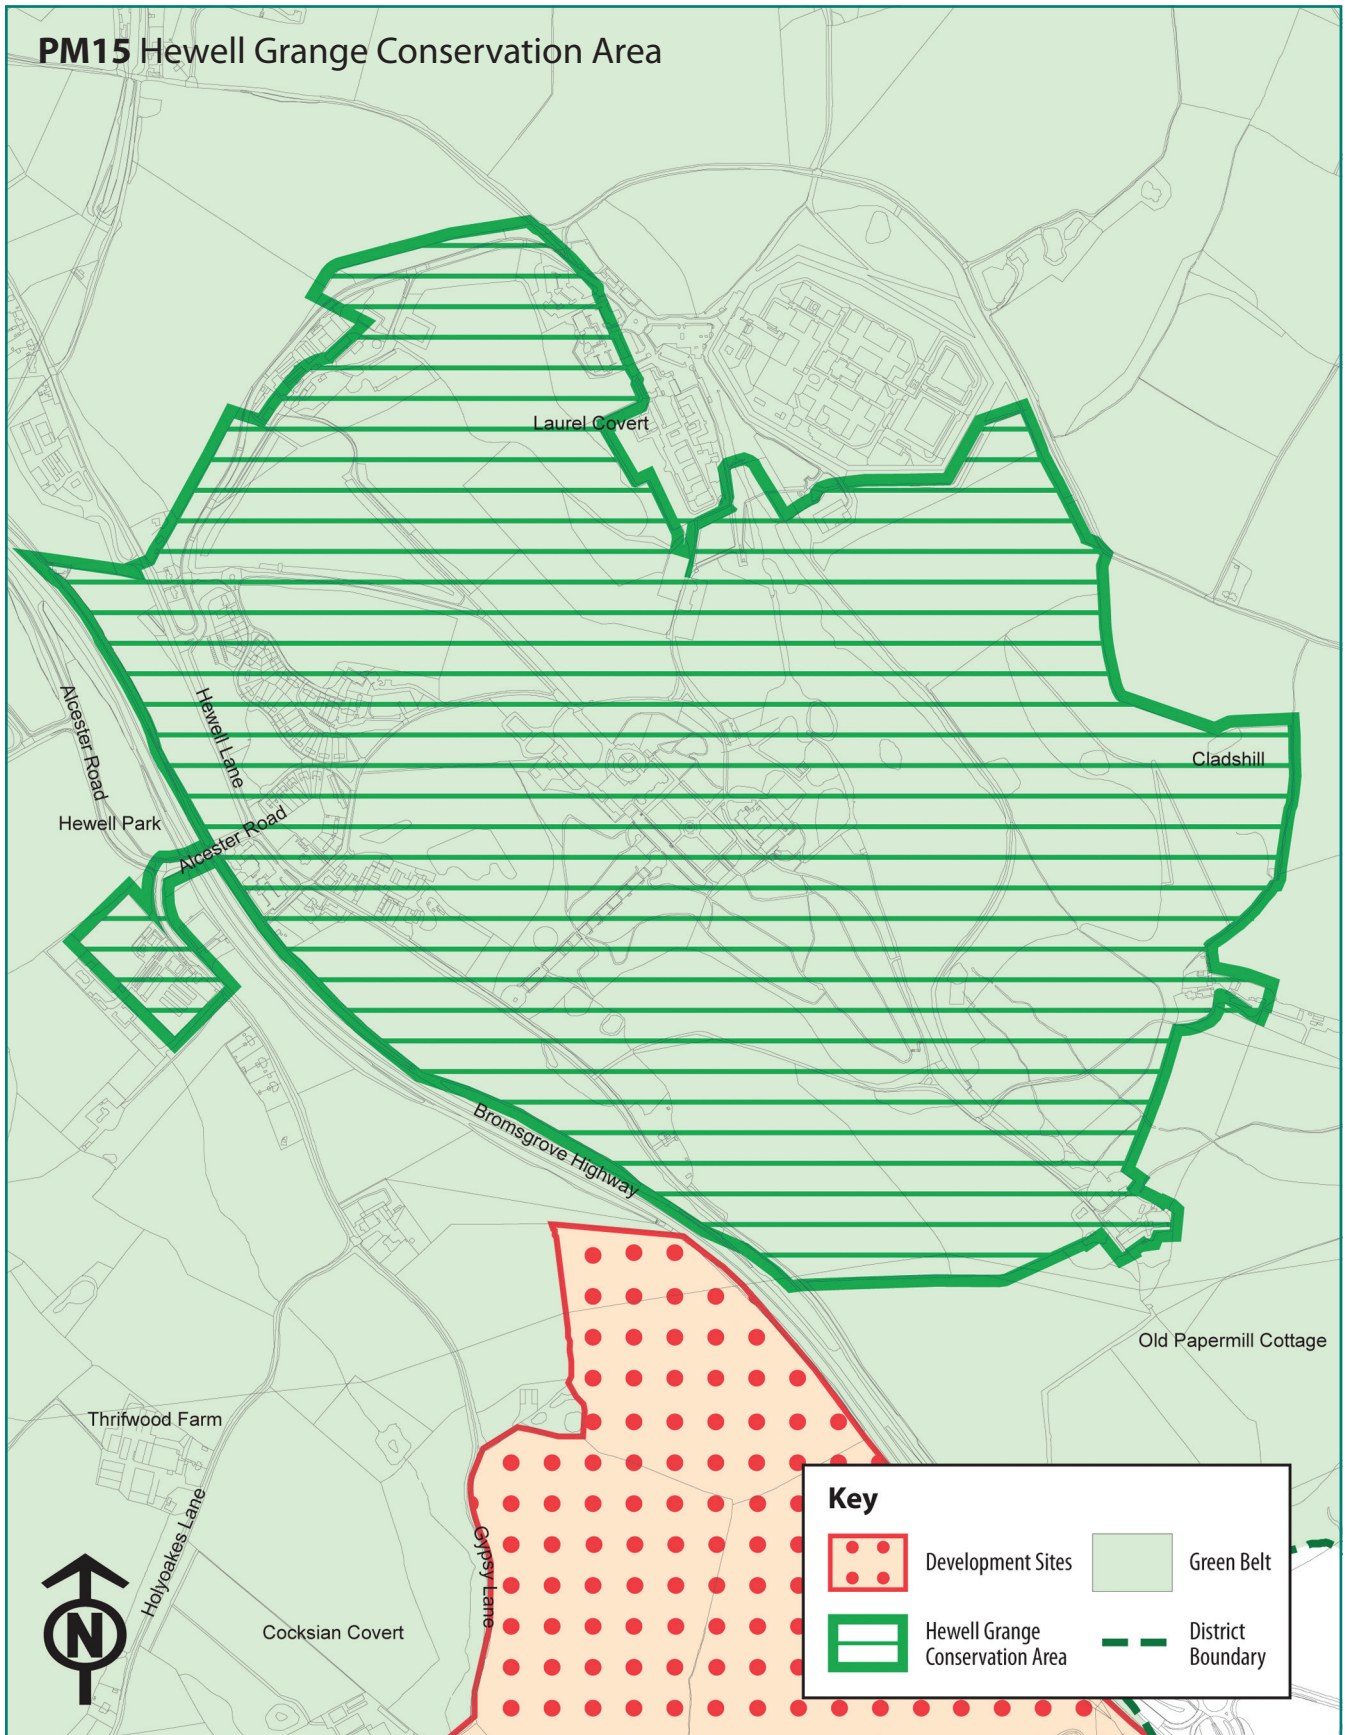 PM15 Hewell Grange Conservation Area
Laurel Covert
Alcester Road
Hewell Lane
Cladshill
Hewell Park
Alcester Road
Bromsgrove Highway
Old Papermill Cottage
Thrifwood Farm
Holyoakes Lane
Gypsy Lane
Cocksian Covert
N
Key
Development Sites
Green Belt
Hewell Grange
Conservation Area
District
Boundary